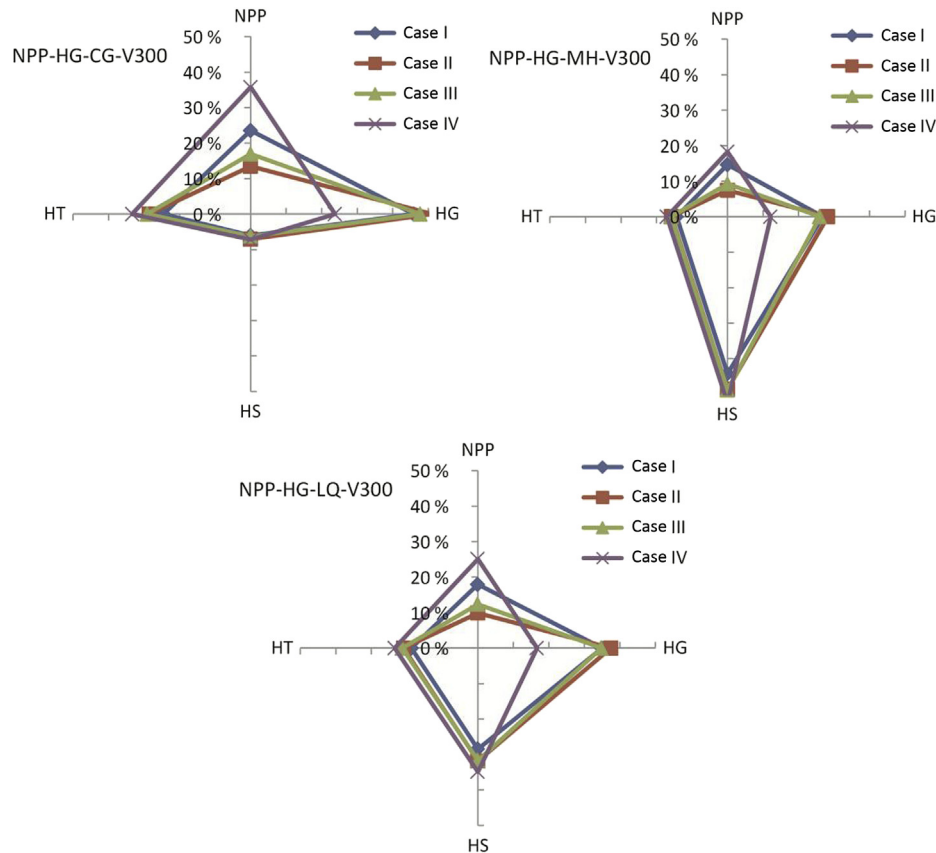 NPP
NPP-HG-CG-V300
50 %
40 %
30 %
20 %
10 %
0 %
HT
HG
HS
Case I
Case II
Case III
Case IV
NPP
NPP-HG-MH-V300
50 %
40 %
30 %
20 %
10 %
0 %
HT
HG
HS
Case I
Case II
Case III
Case IV
NPP
NPP-HG-LQ-V300
50 %
40 %
30 %
20 %
10 %
0 %
HT
HG
HS
Case I
Case II
Case III
Case IV